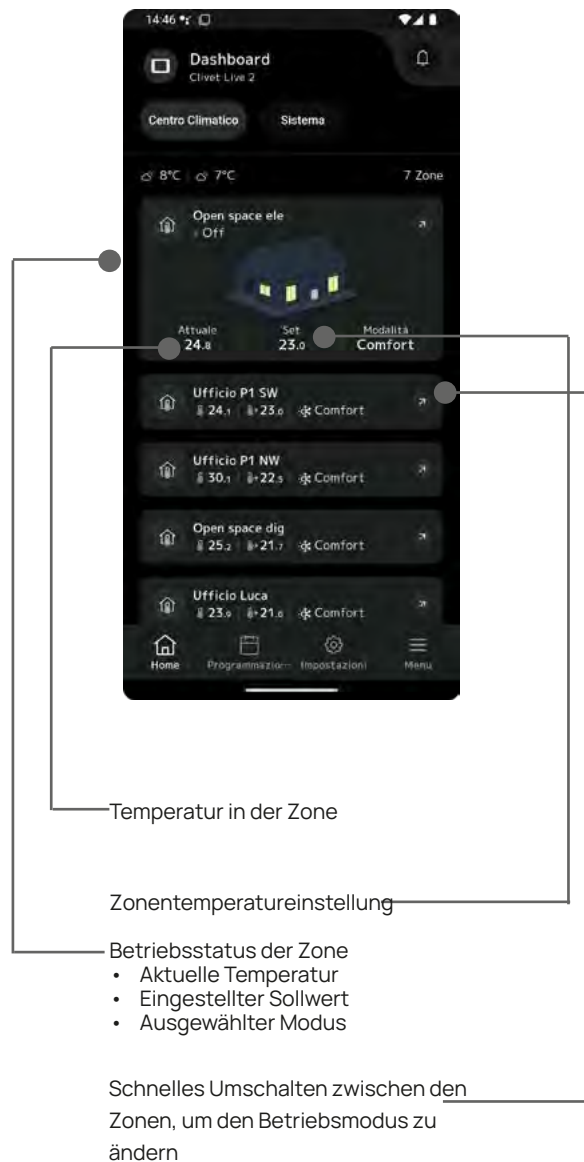 14:46
Dashboard
Clivet Live 2
Centro Climatico Sistema
8°C 7°C 7 Zone
Open space ele
Off
Attuale Set Modalità
24.8 23.0 Comfort
Ufficio P1 SW
24.1 23.0 Comfort
Ufficio P1 NW
30.1 22.5 Comfort
Open space dig
25.2 21.7 Comfort
Ufficio Luca
23.9 21.0 Comfort
Home Programmazio··· Impostazioni Menu
Temperatur in der Zone
Zonentemperatureinstellung
Betriebsstatus der Zone
• Aktuelle Temperatur
• Eingestellter Sollwert
• Ausgewählter Modus
Schnelles Umschalten zwischen den
Zonen, um den Betriebsmodus zu
ändern